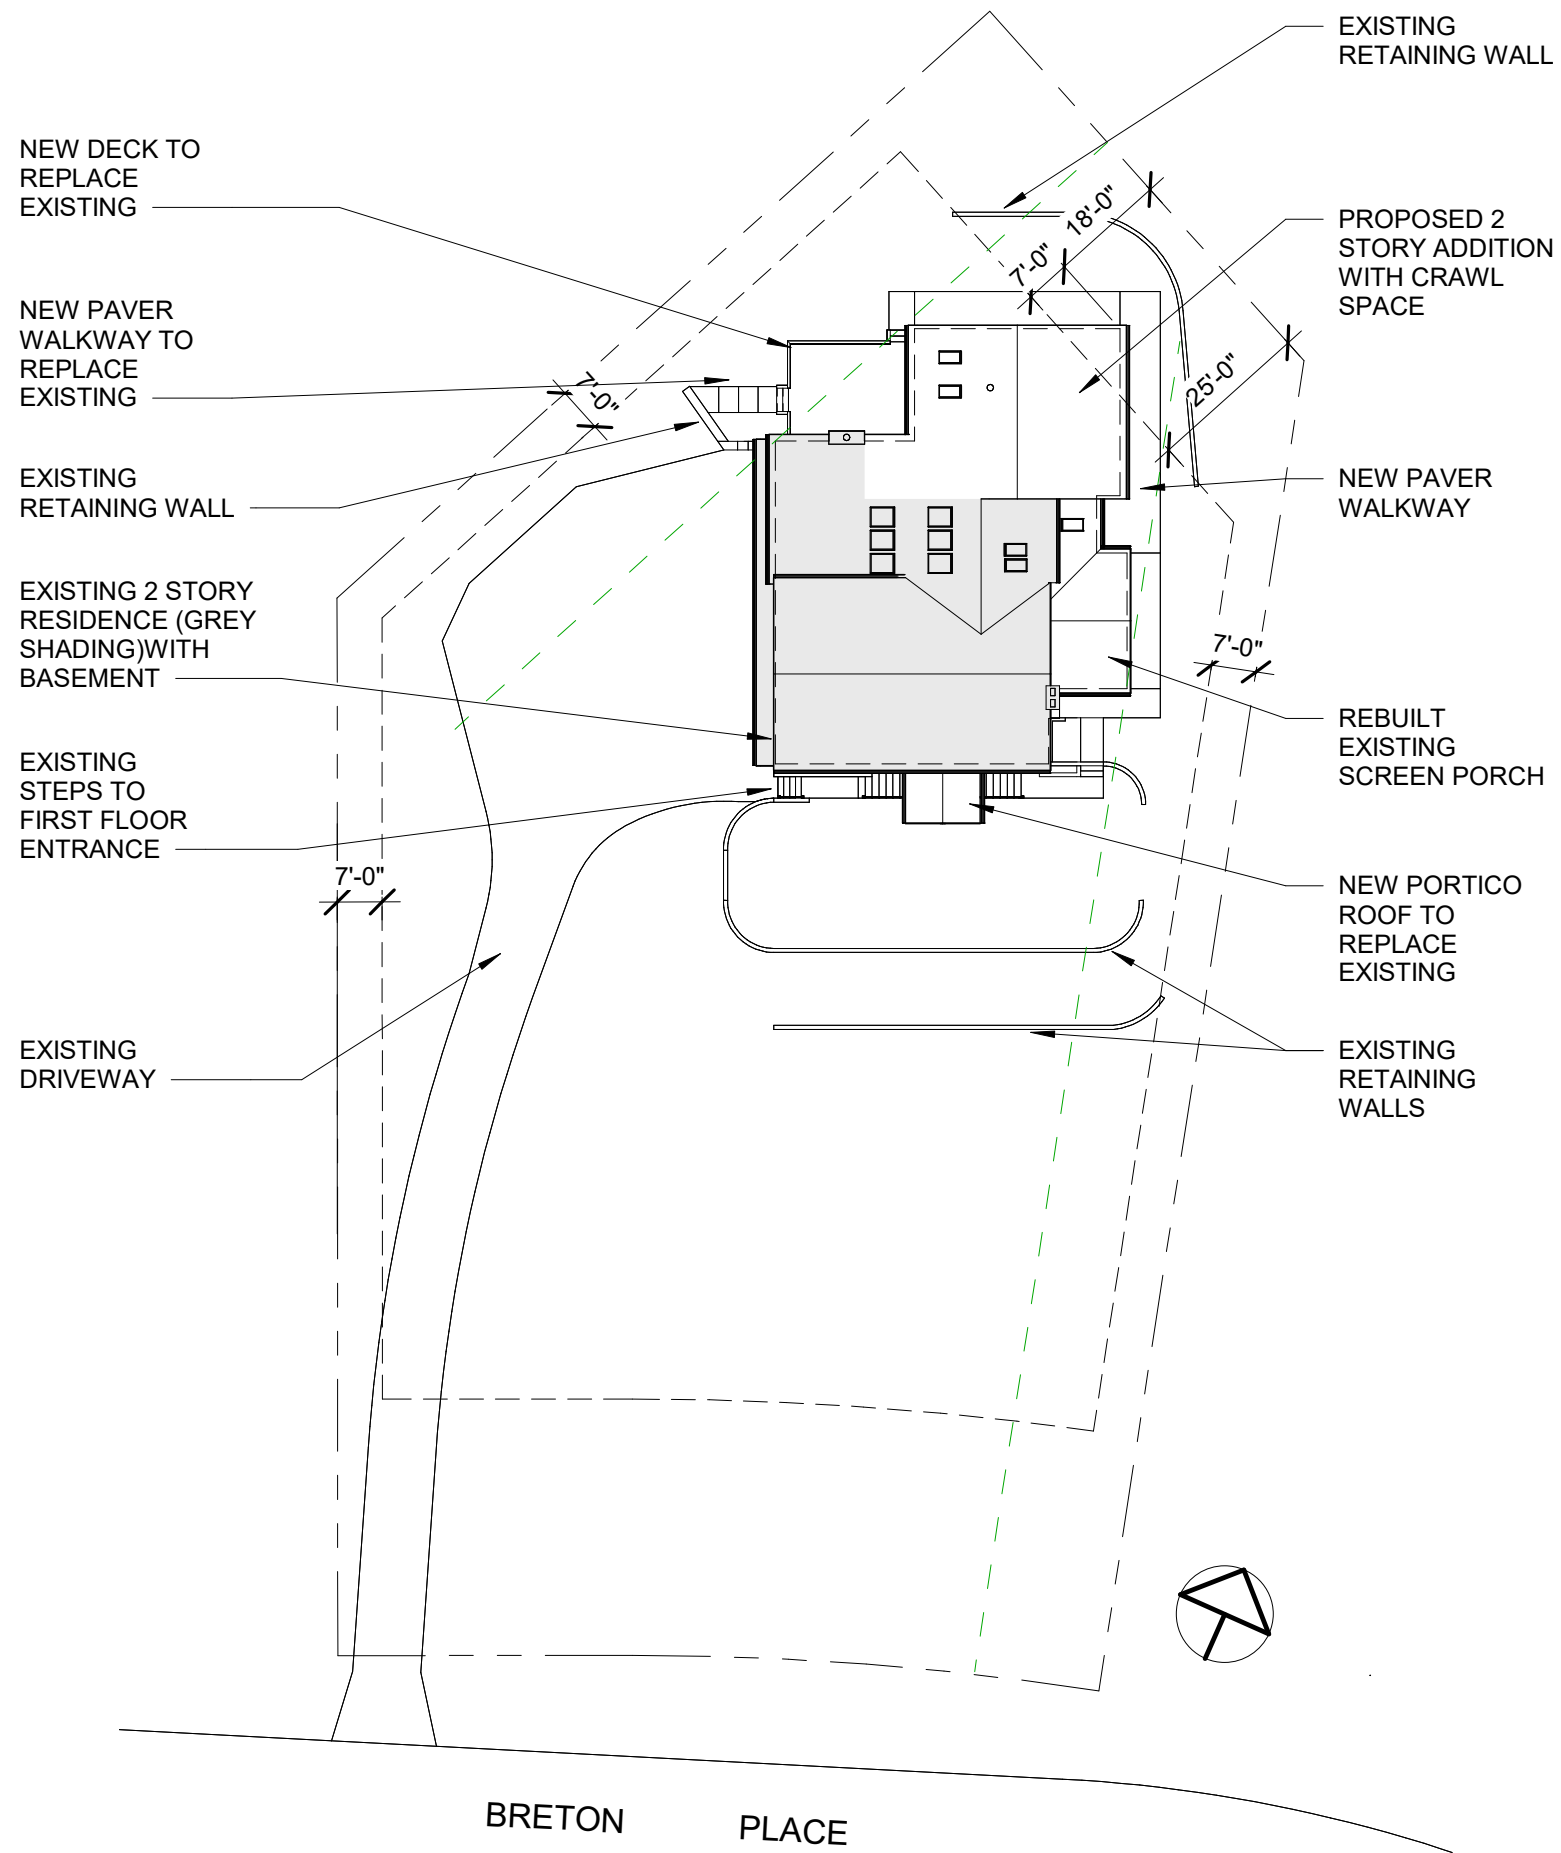 EXISTING
RETAINING WALL
NEW DECK TO
REPLACE
EXISTING
18'-0"
PROPOSED 2
STORY ADDITION
WITH CRAWL
SPACE
7'-0"
NEW PAVER
WALKWAY TO
REPLACE
EXISTING
7'-0"
25'-0"
EXISTING
RETAINING WALL
NEW PAVER
WALKWAY
EXISTING 2 STORY
RESIDENCE (GREY
SHADING)WITH
BASEMENT
7'-0"
REBUILT
EXISTING
SCREEN PORCH
EXISTING
STEPS TO
FIRST FLOOR
ENTRANCE
7'-0"
NEW PORTICO
ROOF TO
REPLACE
EXISTING
EXISTING
DRIVEWAY
EXISTING
RETAINING
WALLS
BRETON PLACE